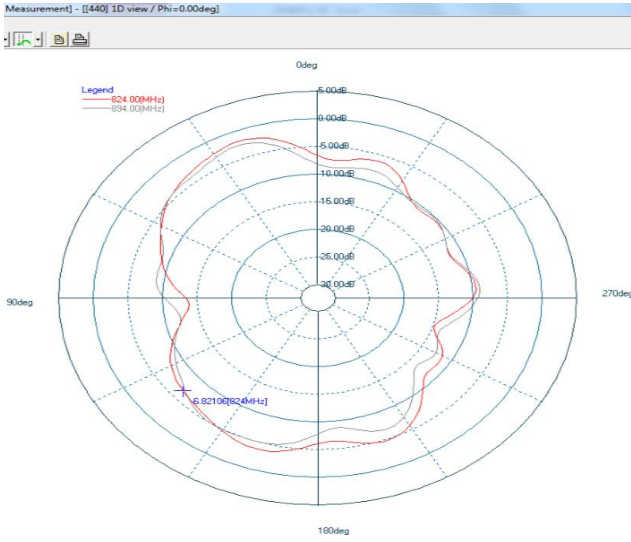 Measurement] - [[440] 1D view / Phi=0.00deg]
0deg
Legend
824.00[MHz]
894.00[MHz]
5.00dB
0.00dB
-5.00dB
-10.00dB
-15.00dB
-20.00dB
-25.00dB
-30.00dB
90deg
270deg
-6.82106[824MHz]
180deg